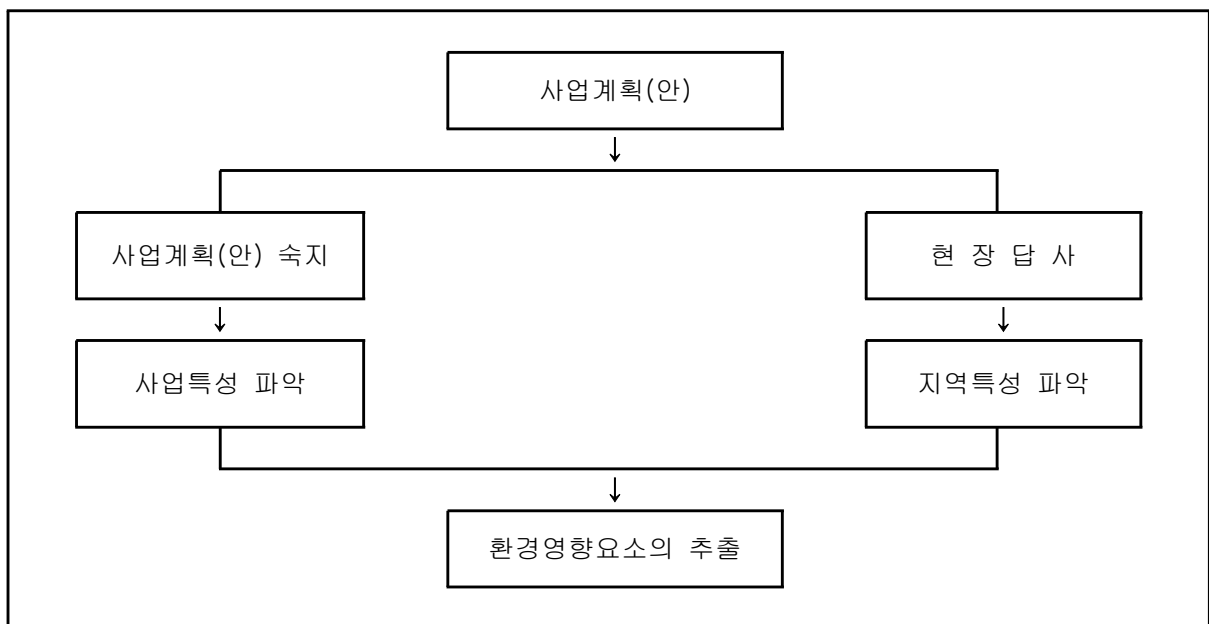 사업계획(안)
↓
사업계획(안) 숙지
현 장 답 사
↓
↓
사업특성 파악
지역특성 파악
↓
환경영향요소의 추출